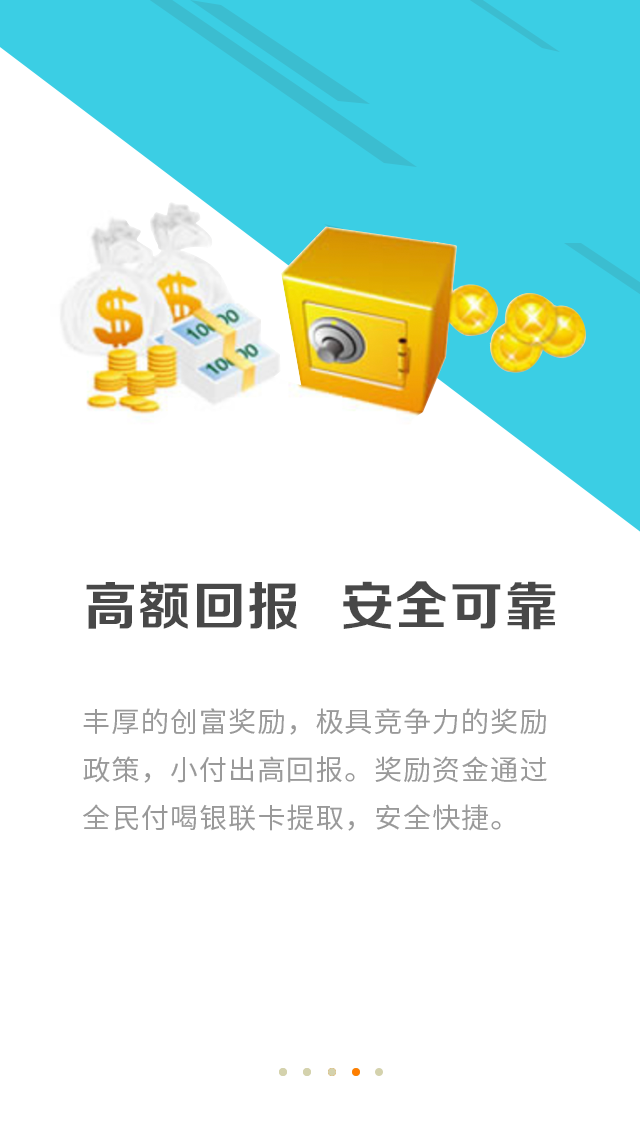 10000
10000
高额回报 安全可靠
丰厚的创富奖励，极具竞争力的奖励
政策，小付出高回报。奖励资金通过
全民付喝银联卡提取，安全快捷。